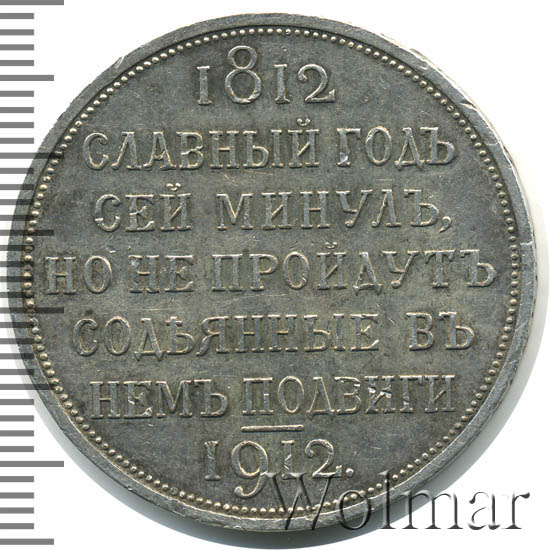 1812
СЛАВНЫЙ ГОДЪ
СЕЙ МИНУЛЪ,
НО НЕ ПРОЙДУТЪ
СОДѢЯННЫЕ ВЪ
НЕМЪ ПОДВИГИ
1912.
Wolmar